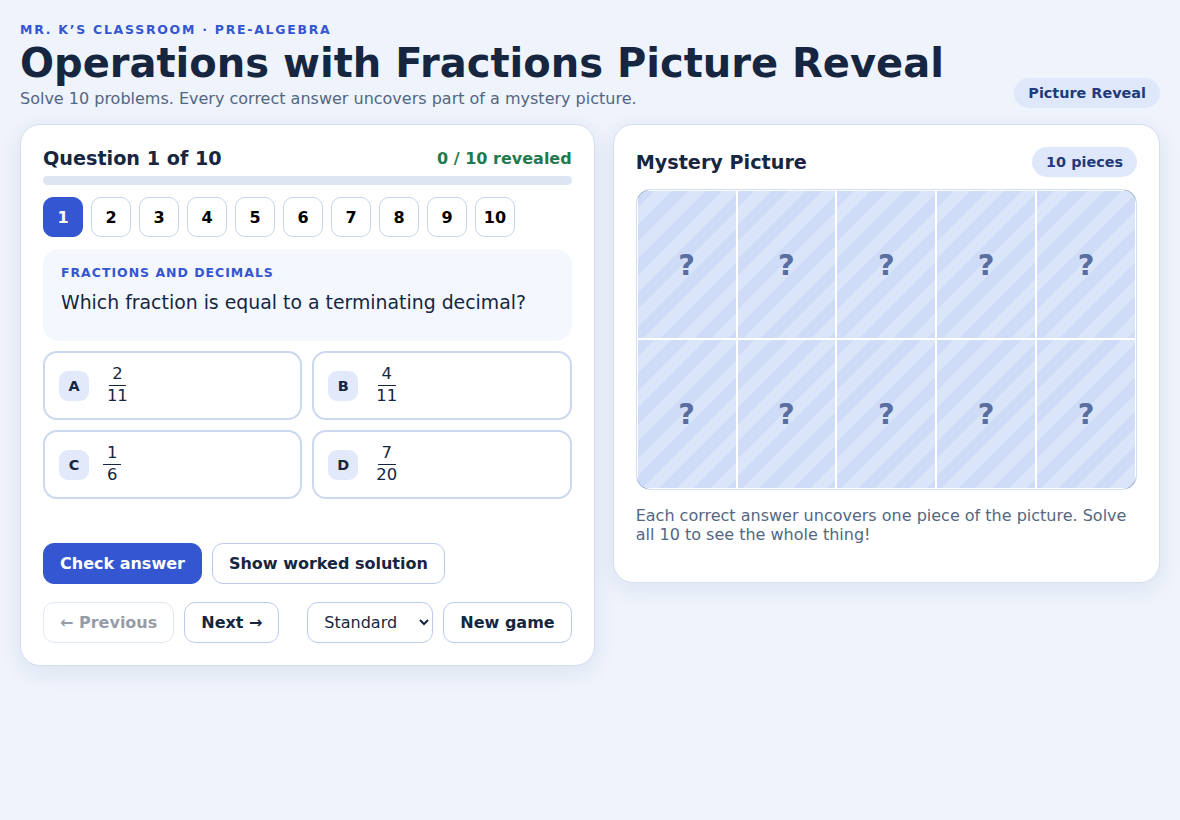 MR. K’S CLASSROOM · PRE-ALGEBRA
Operations with Fractions Picture Reveal
Solve 10 problems. Every correct answer uncovers part of a mystery picture.
Picture Reveal
Question 1 of 10
0 / 10 revealed
1 2 3 4 5 6 7 8 9 10
FRACTIONS AND DECIMALS
Which fraction is equal to a terminating decimal?
A 2/11
B 4/11
C 1/6
D 7/20
Check answer
Show worked solution
← Previous
Next →
Standard
New game
Mystery Picture
10 pieces
? ? ? ? ?
? ? ? ? ?
Each correct answer uncovers one piece of the picture. Solve
all 10 to see the whole thing!